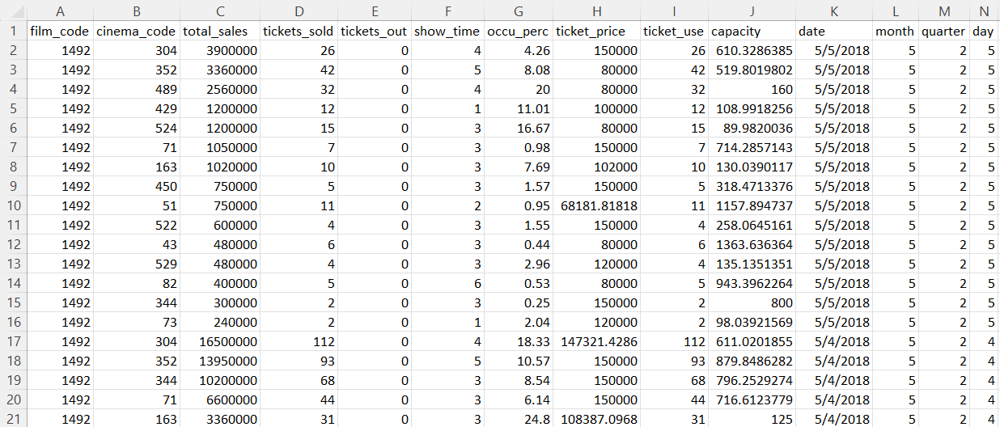 A B C D E F G H I J K L M N
1 film_code cinema_code total_sales tickets_sold tickets_out show_time occu_perc ticket_price ticket_use capacity date month quarter day
2 1492 304 3900000 26 0 4 4.26 150000 26 610.3286385 5/5/2018 5 2 5
3 1492 352 3360000 42 0 5 8.08 80000 42 519.8019802 5/5/2018 5 2 5
4 1492 489 2560000 32 0 4 20 80000 32 160 5/5/2018 5 2 5
5 1492 429 1200000 12 0 1 11.01 100000 12 108.9918256 5/5/2018 5 2 5
6 1492 524 1200000 15 0 3 16.67 80000 15 89.9820036 5/5/2018 5 2 5
7 1492 71 1050000 7 0 3 0.98 150000 7 714.2857143 5/5/2018 5 2 5
8 1492 163 1020000 10 0 3 7.69 102000 10 130.0390117 5/5/2018 5 2 5
9 1492 450 750000 5 0 3 1.57 150000 5 318.4713376 5/5/2018 5 2 5
10 1492 51 750000 11 0 2 0.95 68181.81818 11 1157.894737 5/5/2018 5 2 5
11 1492 522 600000 4 0 3 1.55 150000 4 258.0645161 5/5/2018 5 2 5
12 1492 43 480000 6 0 3 0.44 80000 6 1363.636364 5/5/2018 5 2 5
13 1492 529 480000 4 0 3 2.96 120000 4 135.1351351 5/5/2018 5 2 5
14 1492 82 400000 5 0 6 0.53 80000 5 943.3962264 5/5/2018 5 2 5
15 1492 344 300000 2 0 3 0.25 150000 2 800 5/5/2018 5 2 5
16 1492 73 240000 2 0 1 2.04 120000 2 98.03921569 5/5/2018 5 2 5
17 1492 304 16500000 112 0 4 18.33 147321.4286 112 611.0201855 5/4/2018 5 2 4
18 1492 352 13950000 93 0 5 10.57 150000 93 879.8486282 5/4/2018 5 2 4
19 1492 344 10200000 68 0 3 8.54 150000 68 796.2529274 5/4/2018 5 2 4
20 1492 71 6600000 44 0 3 6.14 150000 44 716.6123779 5/4/2018 5 2 4
21 1492 163 3360000 31 0 3 24.8 108387.0968 31 125 5/4/2018 5 2 4